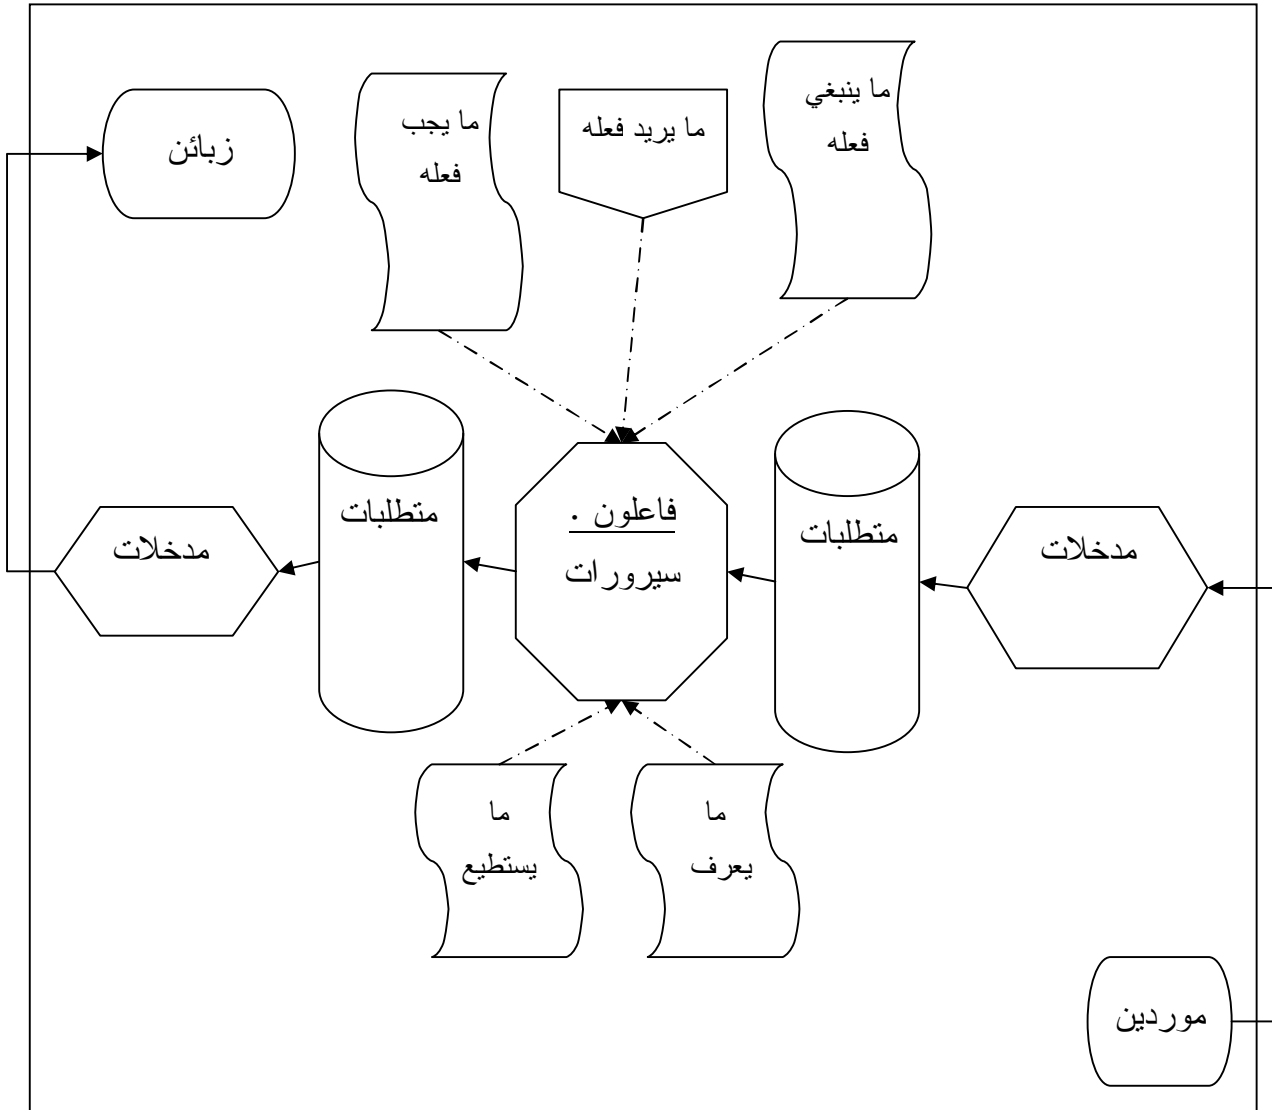 ما ينبغي
فعله
ما يريد فعله
ما يجب
فعله
زبائن
مدخلات
متطلبات
فاعلون .
سيرورات
متطلبات
مدخلات
ما
يعرف
ما
يستطيع
موردين